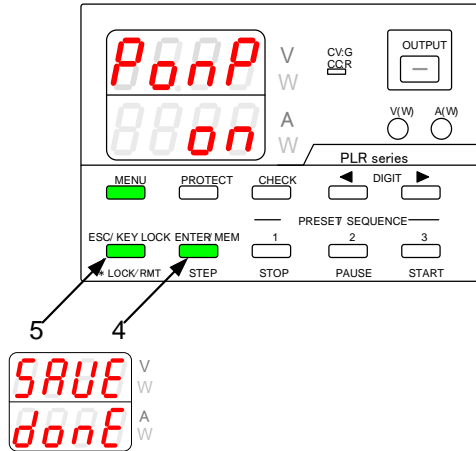 PonP V
W
on A
W
CV:G
CC:R
OUTPUT
V(W) A(W)
PLR series
MENU PROTECT CHECK ◄ DIGIT ►
PRESET/ SEQUENCE
ESC/ KEY LOCK ENTER/MEM 1 2 3
* LOCK/RMT STEP STOP PAUSE START
5 4
SAVE V
W
donE A
W